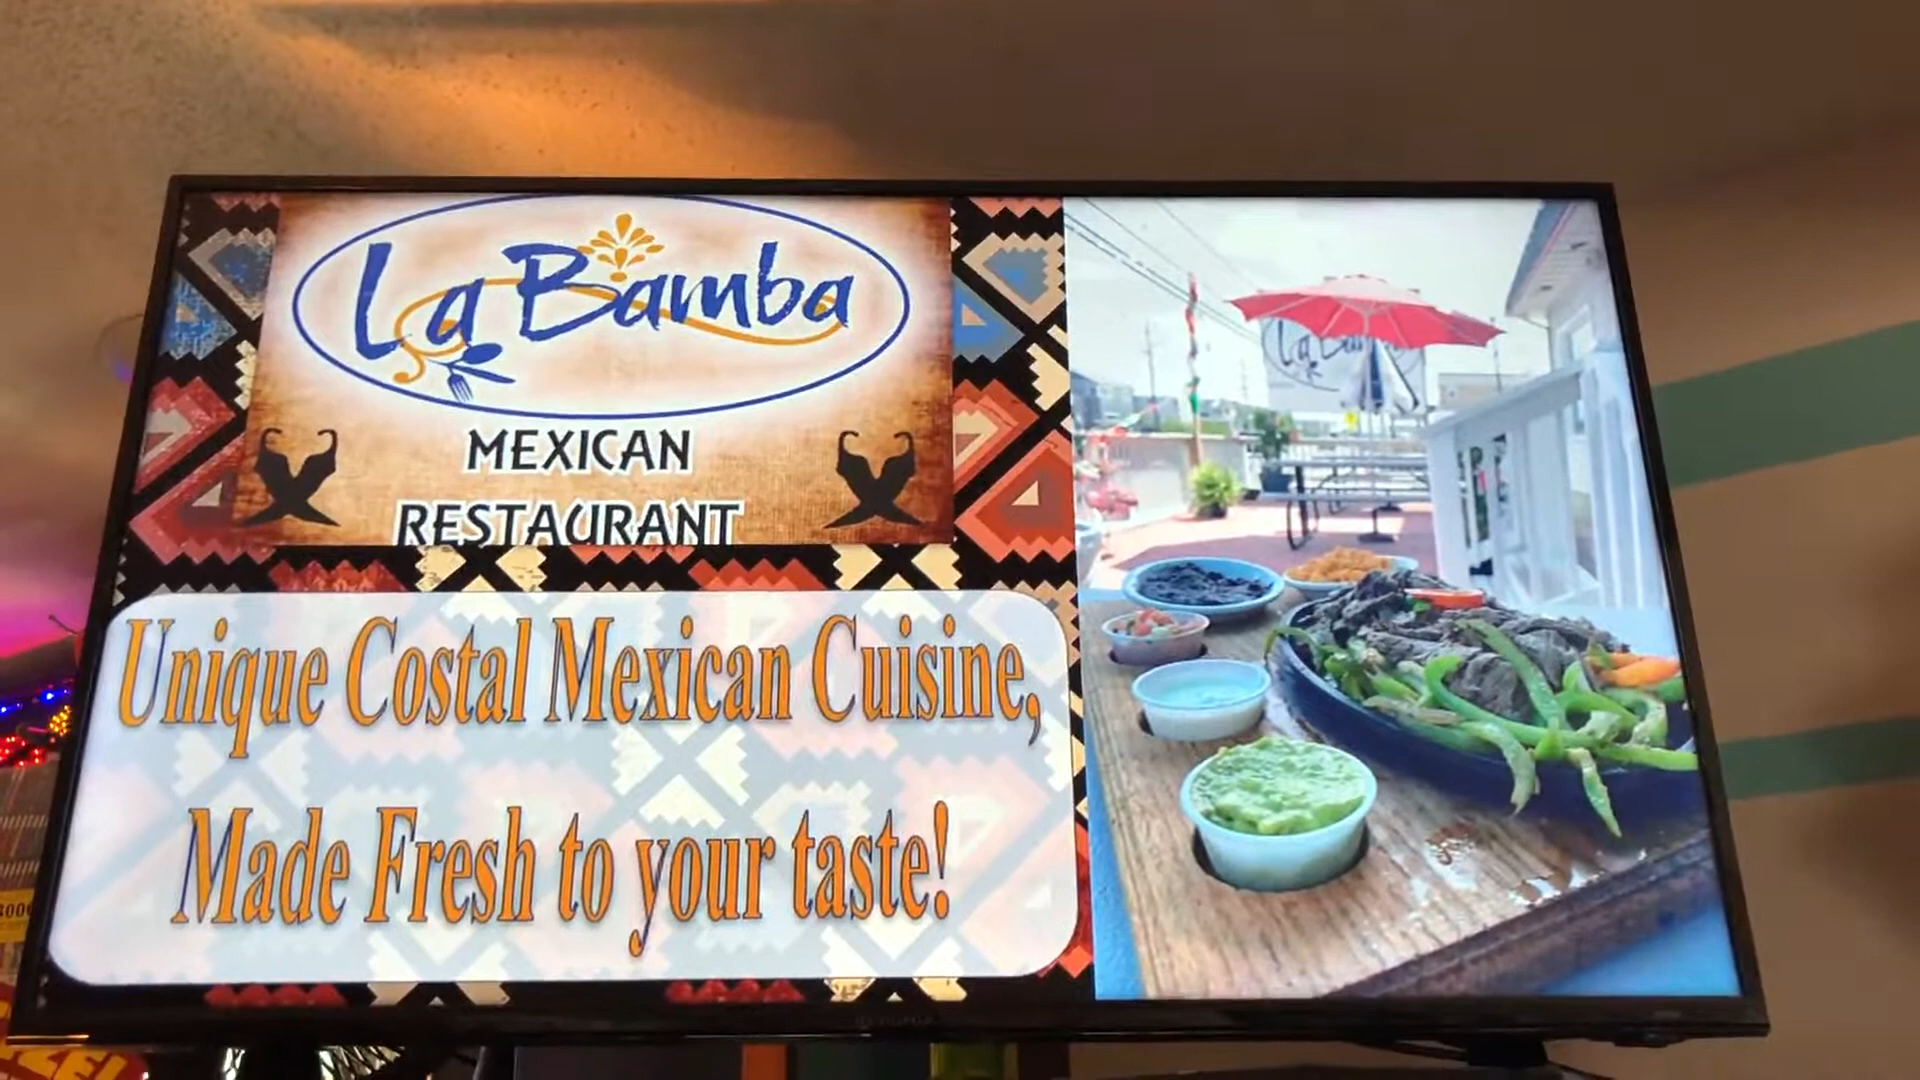 La Bamba
MEXICAN
RESTAURANT
Unique Costal Mexican Cuisine,
Made Fresh to your taste!